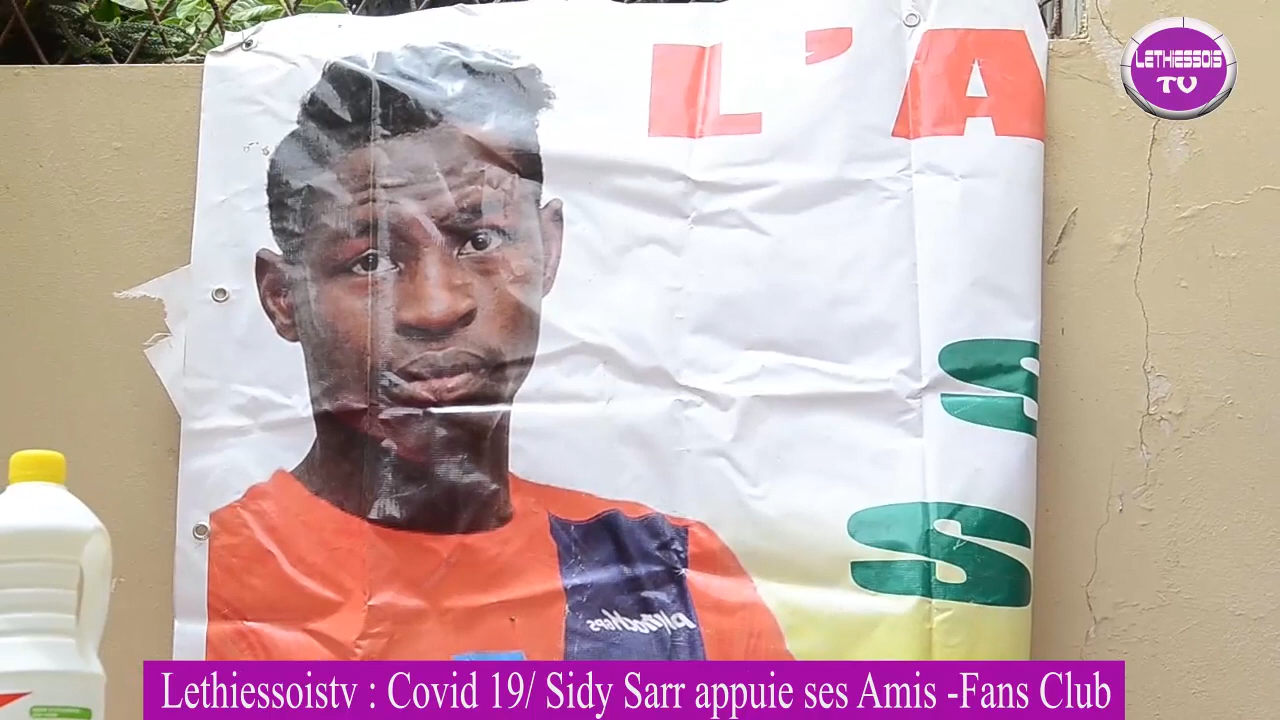 L'A
LETHIESSOIS
TV
S
S
Lethiessoistv : Covid 19/ Sidy Sarr appuie ses Amis -Fans Club